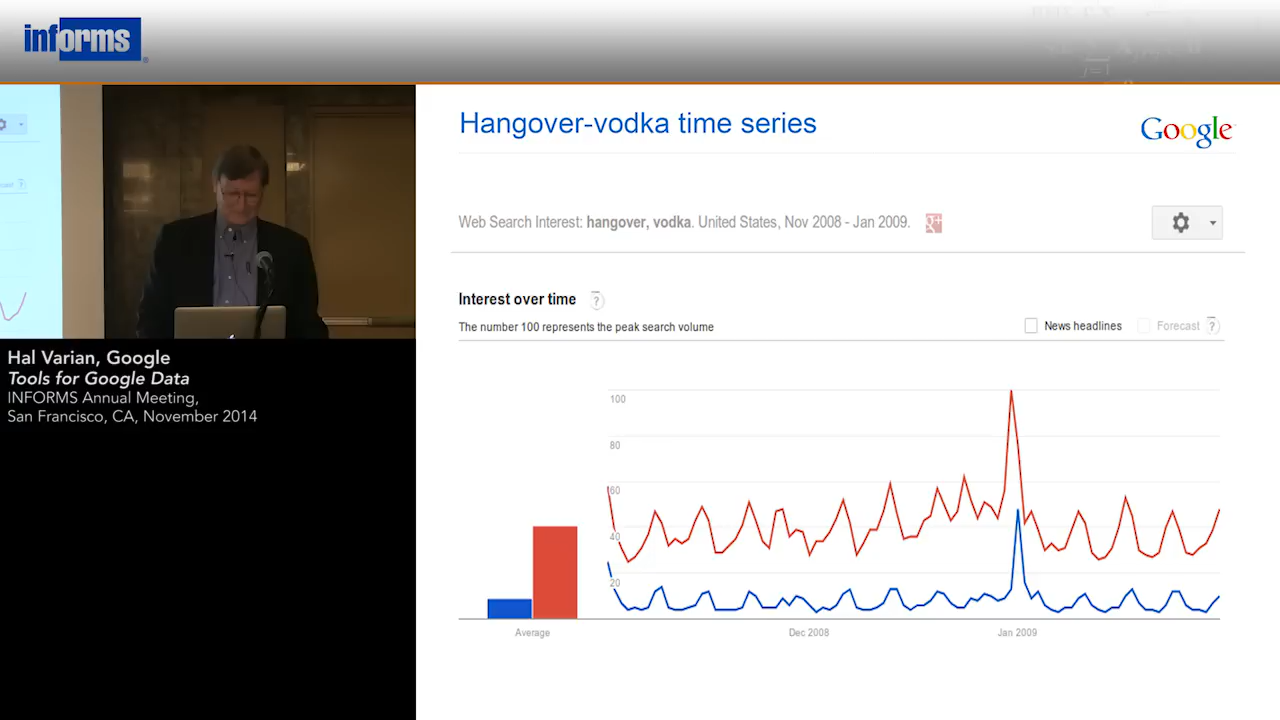 informs
Hangover-vodka time series
Google
Web Search Interest: hangover, vodka. United States, Nov 2008 - Jan 2009.
g+
Interest over time ?
The number 100 represents the peak search volume
News headlines
Forecast ?
Hal Varian, Google
Tools for Google Data
INFORMS Annual Meeting,
San Francisco, CA, November 2014
100
80
60
40
20
Average
Dec 2008
Jan 2009